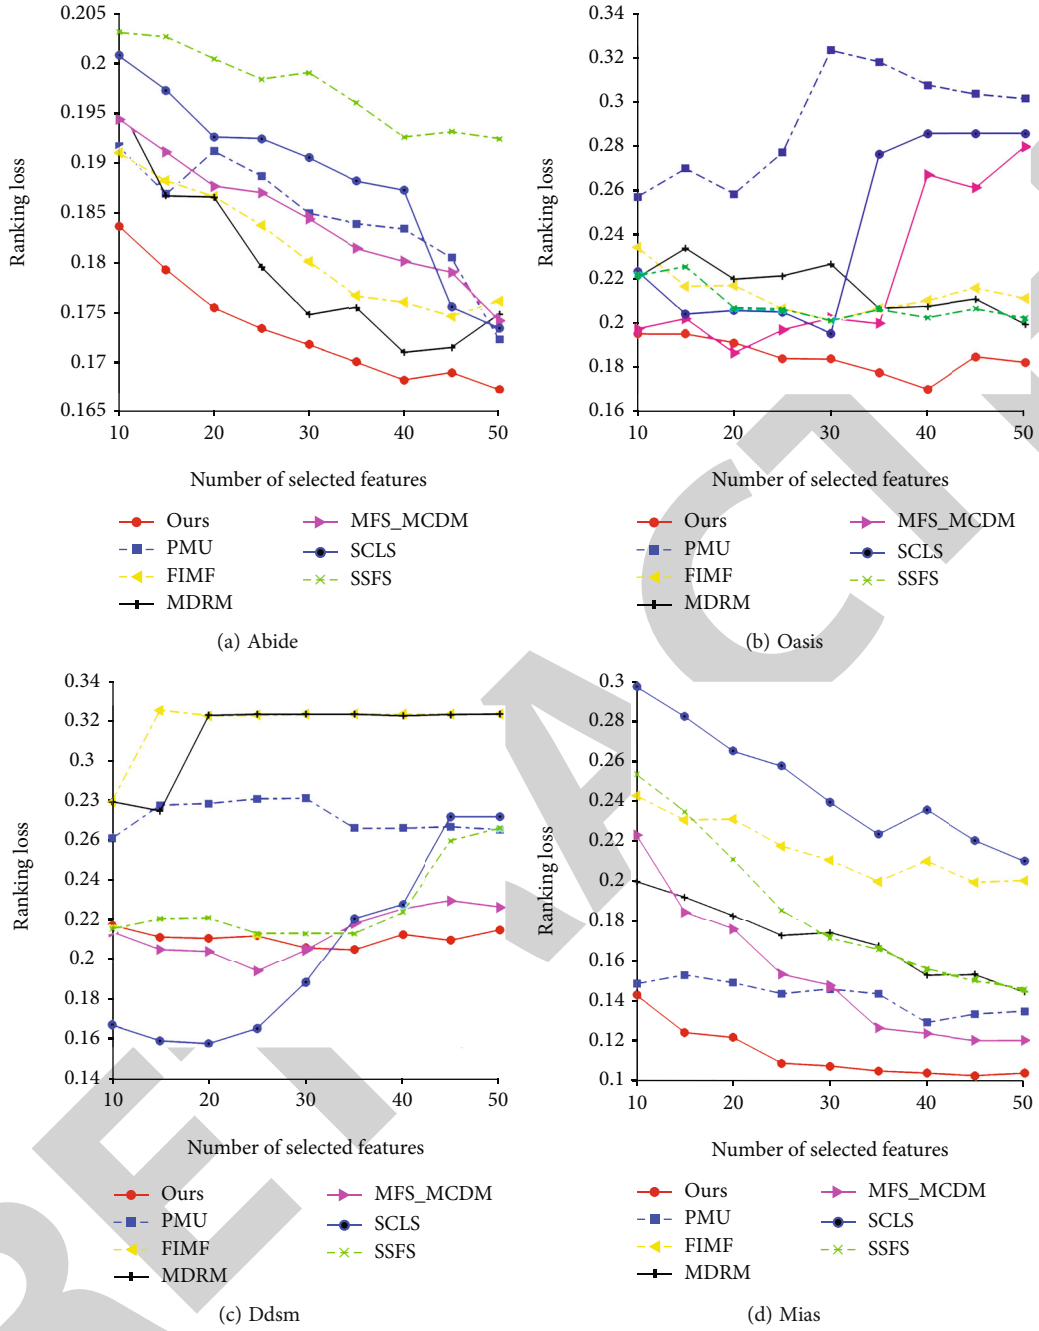 0.205
0.2
0.195
0.19
0.185
0.18
0.175
0.17
0.165
Ranking loss
10 20 30 40 50
Number of selected features
Ours
PMU
FIMF
MDRM
MFS_MCDM
SCLS
SSFS
(a) Abide
0.34
0.32
0.3
0.28
0.26
0.24
0.22
0.2
0.18
0.16
Ranking loss
10 20 30 40 50
Number of selected features
Ours
PMU
FIMF
MDRM
MFS_MCDM
SCLS
SSFS
(b) Oasis
0.34
0.32
0.3
0.23
0.26
0.24
0.22
0.2
0.18
0.16
0.14
Ranking loss
10 20 30 40 50
Number of selected features
Ours
PMU
FIMF
MDRM
MFS_MCDM
SCLS
SSFS
(c) Ddsm
0.3
0.28
0.26
0.24
0.22
0.2
0.18
0.16
0.14
0.12
0.1
Ranking loss
10 20 30 40 50
Number of selected features
Ours
PMU
FIMF
MDRM
MFS_MCDM
SCLS
SSFS
(d) Mias